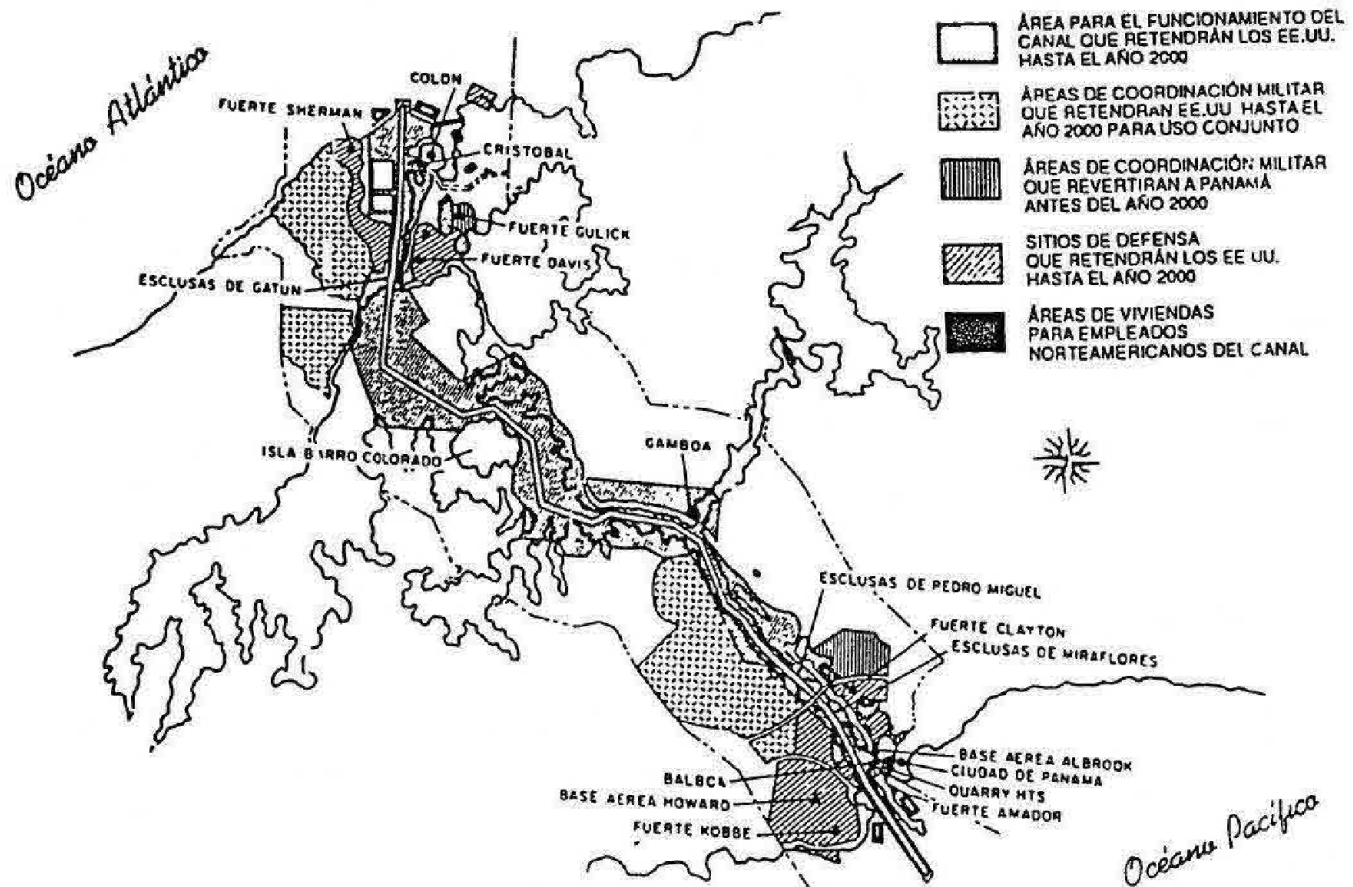 Océano Atlántico
COLON
FUERTE SHERMAN
CRISTOBAL
FUERTE GULICK
FUERTE DAVIS
ESCLUSAS DE GATUN
ISLA BARRO COLORADO
GAMBOA
ESCLUSAS DE PEDRO MIGUEL
FUERTE CLAYTON
ESCLUSAS DE MIRAFLORES
BASE AEREA ALBROOK
CIUDAD DE PANAMA
QUARRY HTS
FUERTE AMADOR
BALBOA
BASE AEREA HOWARD
FUERTE KOBBE
Océano Pacífico
ÁREA PARA EL FUNCIONAMIENTO DEL
CANAL QUE RETENDRÁN LOS EE.UU.
HASTA EL AÑO 2000
ÁREAS DE COORDINACIÓN MILITAR
QUE RETENDRAN EE.UU HASTA EL
AÑO 2000 PARA USO CONJUNTO
ÁREAS DE COORDINACIÓN MILITAR
QUE REVERTIRAN A PANAMÁ
ANTES DEL AÑO 2000
SITIOS DE DEFENSA
QUE RETENDRÁN LOS EE UU.
HASTA EL AÑO 2000
ÁREAS DE VIVIENDAS
PARA EMPLEADOS
NORTEAMERICANOS DEL CANAL